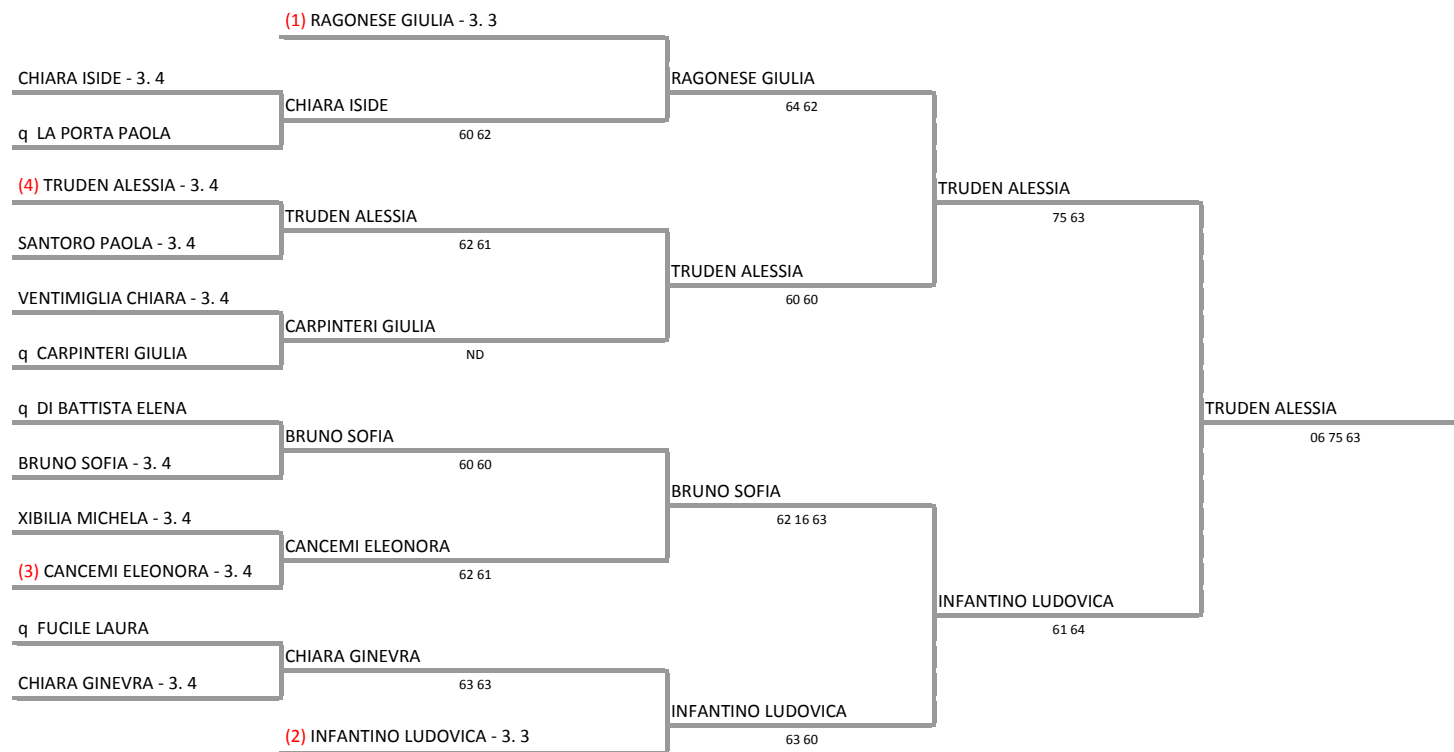 (1) RAGONESE GIULIA - 3. 3
CHIARA ISIDE - 3. 4
RAGONESE GIULIA
CHIARA ISIDE
64 62
q LA PORTA PAOLA
60 62
(4) TRUDEN ALESSIA - 3. 4
TRUDEN ALESSIA
TRUDEN ALESSIA
75 63
SANTORO PAOLA - 3. 4
62 61
TRUDEN ALESSIA
VENTIMIGLIA CHIARA - 3. 4
60 60
CARPINTERI GIULIA
q CARPINTERI GIULIA
ND
q DI BATTISTA ELENA
TRUDEN ALESSIA
BRUNO SOFIA
06 75 63
BRUNO SOFIA - 3. 4
60 60
BRUNO SOFIA
XIBILIA MICHELA - 3. 4
62 16 63
CANCEMI ELEONORA
(3) CANCEMI ELEONORA - 3. 4
62 61
INFANTINO LUDOVICA
q FUCILE LAURA
61 64
CHIARA GINEVRA
CHIARA GINEVRA - 3. 4
63 63
INFANTINO LUDOVICA
(2) INFANTINO LUDOVICA - 3. 3
63 60